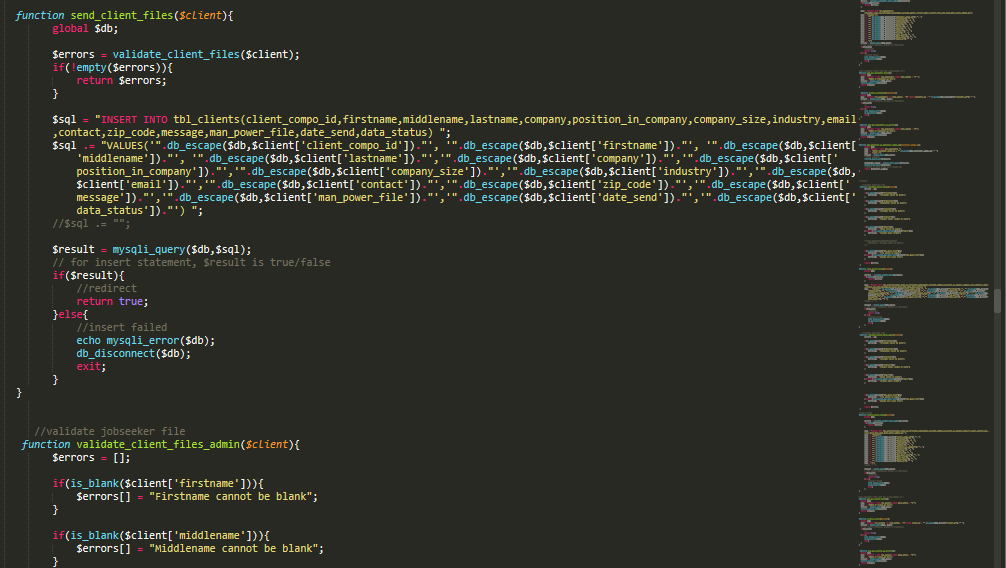 function send_client_files($client){
global $db;
$errors = validate_client_files($client);
if(!empty($errors)){
return $errors;
}
$sql = "INSERT INTO tbl_clients(client_compo_id,firstname,middlename,lastname,company,position_in_company,company_size,industry,email
,contact,zip_code,message,man_power_file,date_send,data_status) ";
$sql .= "VALUES('".db_escape($db,$client['client_compo_id'])."', '".db_escape($db,$client['firstname'])."', '".db_escape($db,$client[
'middlename'])."', '".db_escape($db,$client['lastname'])."','".db_escape($db,$client['company'])."','".db_escape($db,$client['
position_in_company'])."','".db_escape($db,$client['company_size'])."','".db_escape($db,$client['industry'])."','".db_escape($db,
$client['email'])."','".db_escape($db,$client['contact'])."','".db_escape($db,$client['zip_code'])."','".db_escape($db,$client['
message'])."','".db_escape($db,$client['man_power_file'])."','".db_escape($db,$client['date_send'])."','".db_escape($db,$client['
data_status'])."') ";
//$sql .= "";
$result = mysqli_query($db,$sql);
// for insert statement, $result is true/false
if($result){
//redirect
return true;
}else{
//insert failed
echo mysqli_error($db);
db_disconnect($db);
exit;
}
}
//validate jobseeker file
function validate_client_files_admin($client){
$errors = [];
if(is_blank($client['firstname'])){
$errors[] = "Firstname cannot be blank";
}
if(is_blank($client['middlename'])){
$errors[] = "Middlename cannot be blank";
}